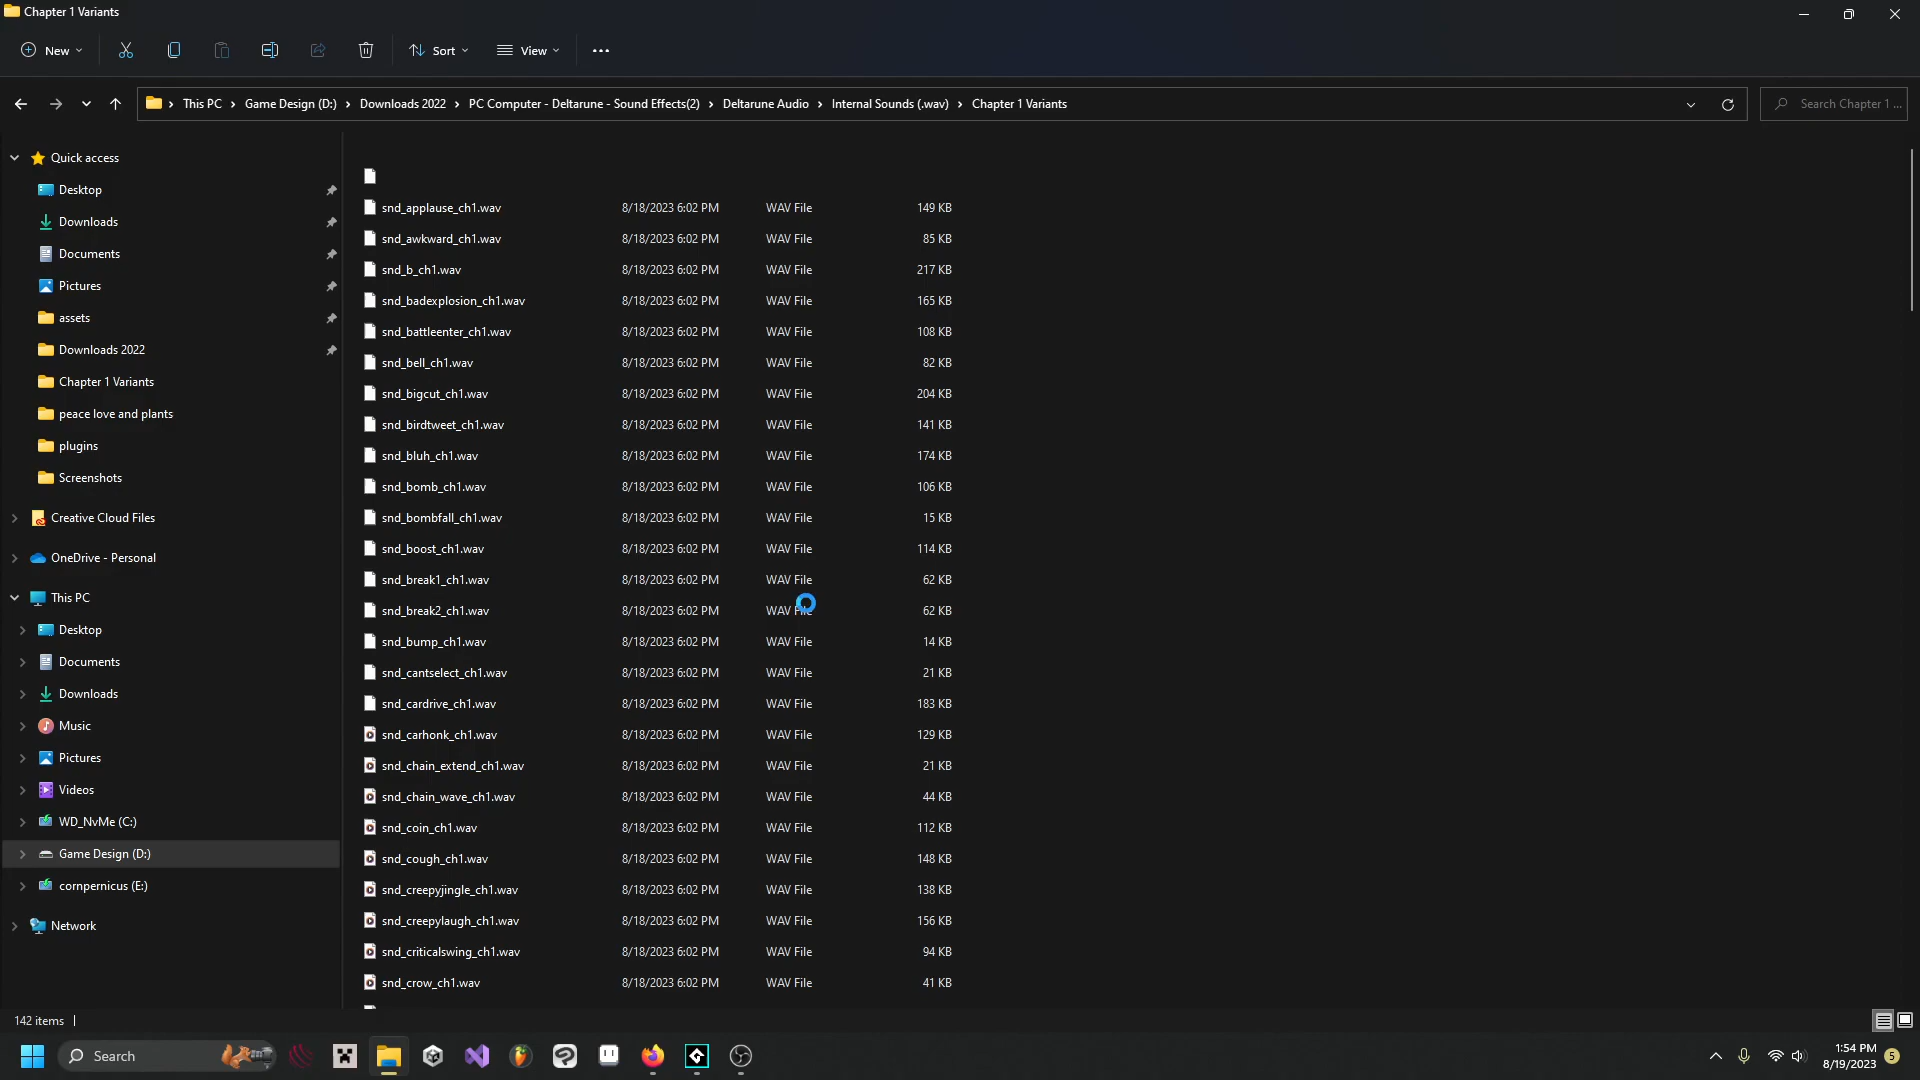 Chapter 1 Variants
New
Sort
View
This PC > Game Design (D:) > Downloads 2022 > PC Computer - Deltarune - Sound Effects(2) > Deltarune Audio > Internal Sounds (.wav) > Chapter 1 Variants
Search Chapter 1 ...
Quick access
Desktop
Downloads
Documents
Pictures
assets
Downloads 2022
Chapter 1 Variants
peace love and plants
plugins
Screenshots
Creative Cloud Files
OneDrive - Personal
This PC
Desktop
Documents
Downloads
Music
Pictures
Videos
WD_NvMe (C:)
Game Design (D:)
cornpernicus (E:)
Network
snd_applause_ch1.wav 8/18/2023 6:02 PM WAV File 149 KB
snd_awkward_ch1.wav 8/18/2023 6:02 PM WAV File 85 KB
snd_b_ch1.wav 8/18/2023 6:02 PM WAV File 217 KB
snd_badexplosion_ch1.wav 8/18/2023 6:02 PM WAV File 165 KB
snd_battleenter_ch1.wav 8/18/2023 6:02 PM WAV File 108 KB
snd_bell_ch1.wav 8/18/2023 6:02 PM WAV File 82 KB
snd_bigcut_ch1.wav 8/18/2023 6:02 PM WAV File 204 KB
snd_birdtweet_ch1.wav 8/18/2023 6:02 PM WAV File 141 KB
snd_bluh_ch1.wav 8/18/2023 6:02 PM WAV File 174 KB
snd_bomb_ch1.wav 8/18/2023 6:02 PM WAV File 106 KB
snd_bombfall_ch1.wav 8/18/2023 6:02 PM WAV File 15 KB
snd_boost_ch1.wav 8/18/2023 6:02 PM WAV File 114 KB
snd_break1_ch1.wav 8/18/2023 6:02 PM WAV File 62 KB
snd_break2_ch1.wav 8/18/2023 6:02 PM WAV File 62 KB
snd_bump_ch1.wav 8/18/2023 6:02 PM WAV File 14 KB
snd_cantselect_ch1.wav 8/18/2023 6:02 PM WAV File 21 KB
snd_cardrive_ch1.wav 8/18/2023 6:02 PM WAV File 183 KB
snd_carhonk_ch1.wav 8/18/2023 6:02 PM WAV File 129 KB
snd_chain_extend_ch1.wav 8/18/2023 6:02 PM WAV File 21 KB
snd_chain_wave_ch1.wav 8/18/2023 6:02 PM WAV File 44 KB
snd_coin_ch1.wav 8/18/2023 6:02 PM WAV File 112 KB
snd_cough_ch1.wav 8/18/2023 6:02 PM WAV File 148 KB
snd_creepyjingle_ch1.wav 8/18/2023 6:02 PM WAV File 138 KB
snd_creepylaugh_ch1.wav 8/18/2023 6:02 PM WAV File 156 KB
snd_criticalswing_ch1.wav 8/18/2023 6:02 PM WAV File 94 KB
snd_crow_ch1.wav 8/18/2023 6:02 PM WAV File 41 KB
142 items
Search
1:54 PM
8/19/2023
5